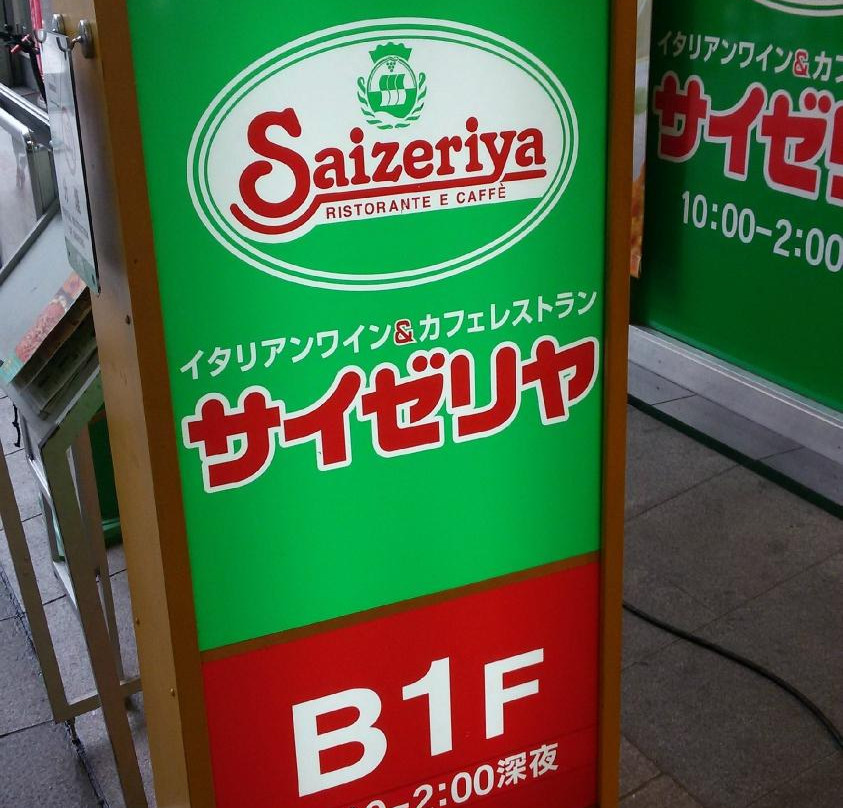 Saizeriya
RISTORANTE E CAFFÈ
イタリアンワイン&カフェレストラン
サイゼリヤ
B1F
0-2:00深夜
イタリアンワイン&カフ
サイゼリ
10:00-2:00